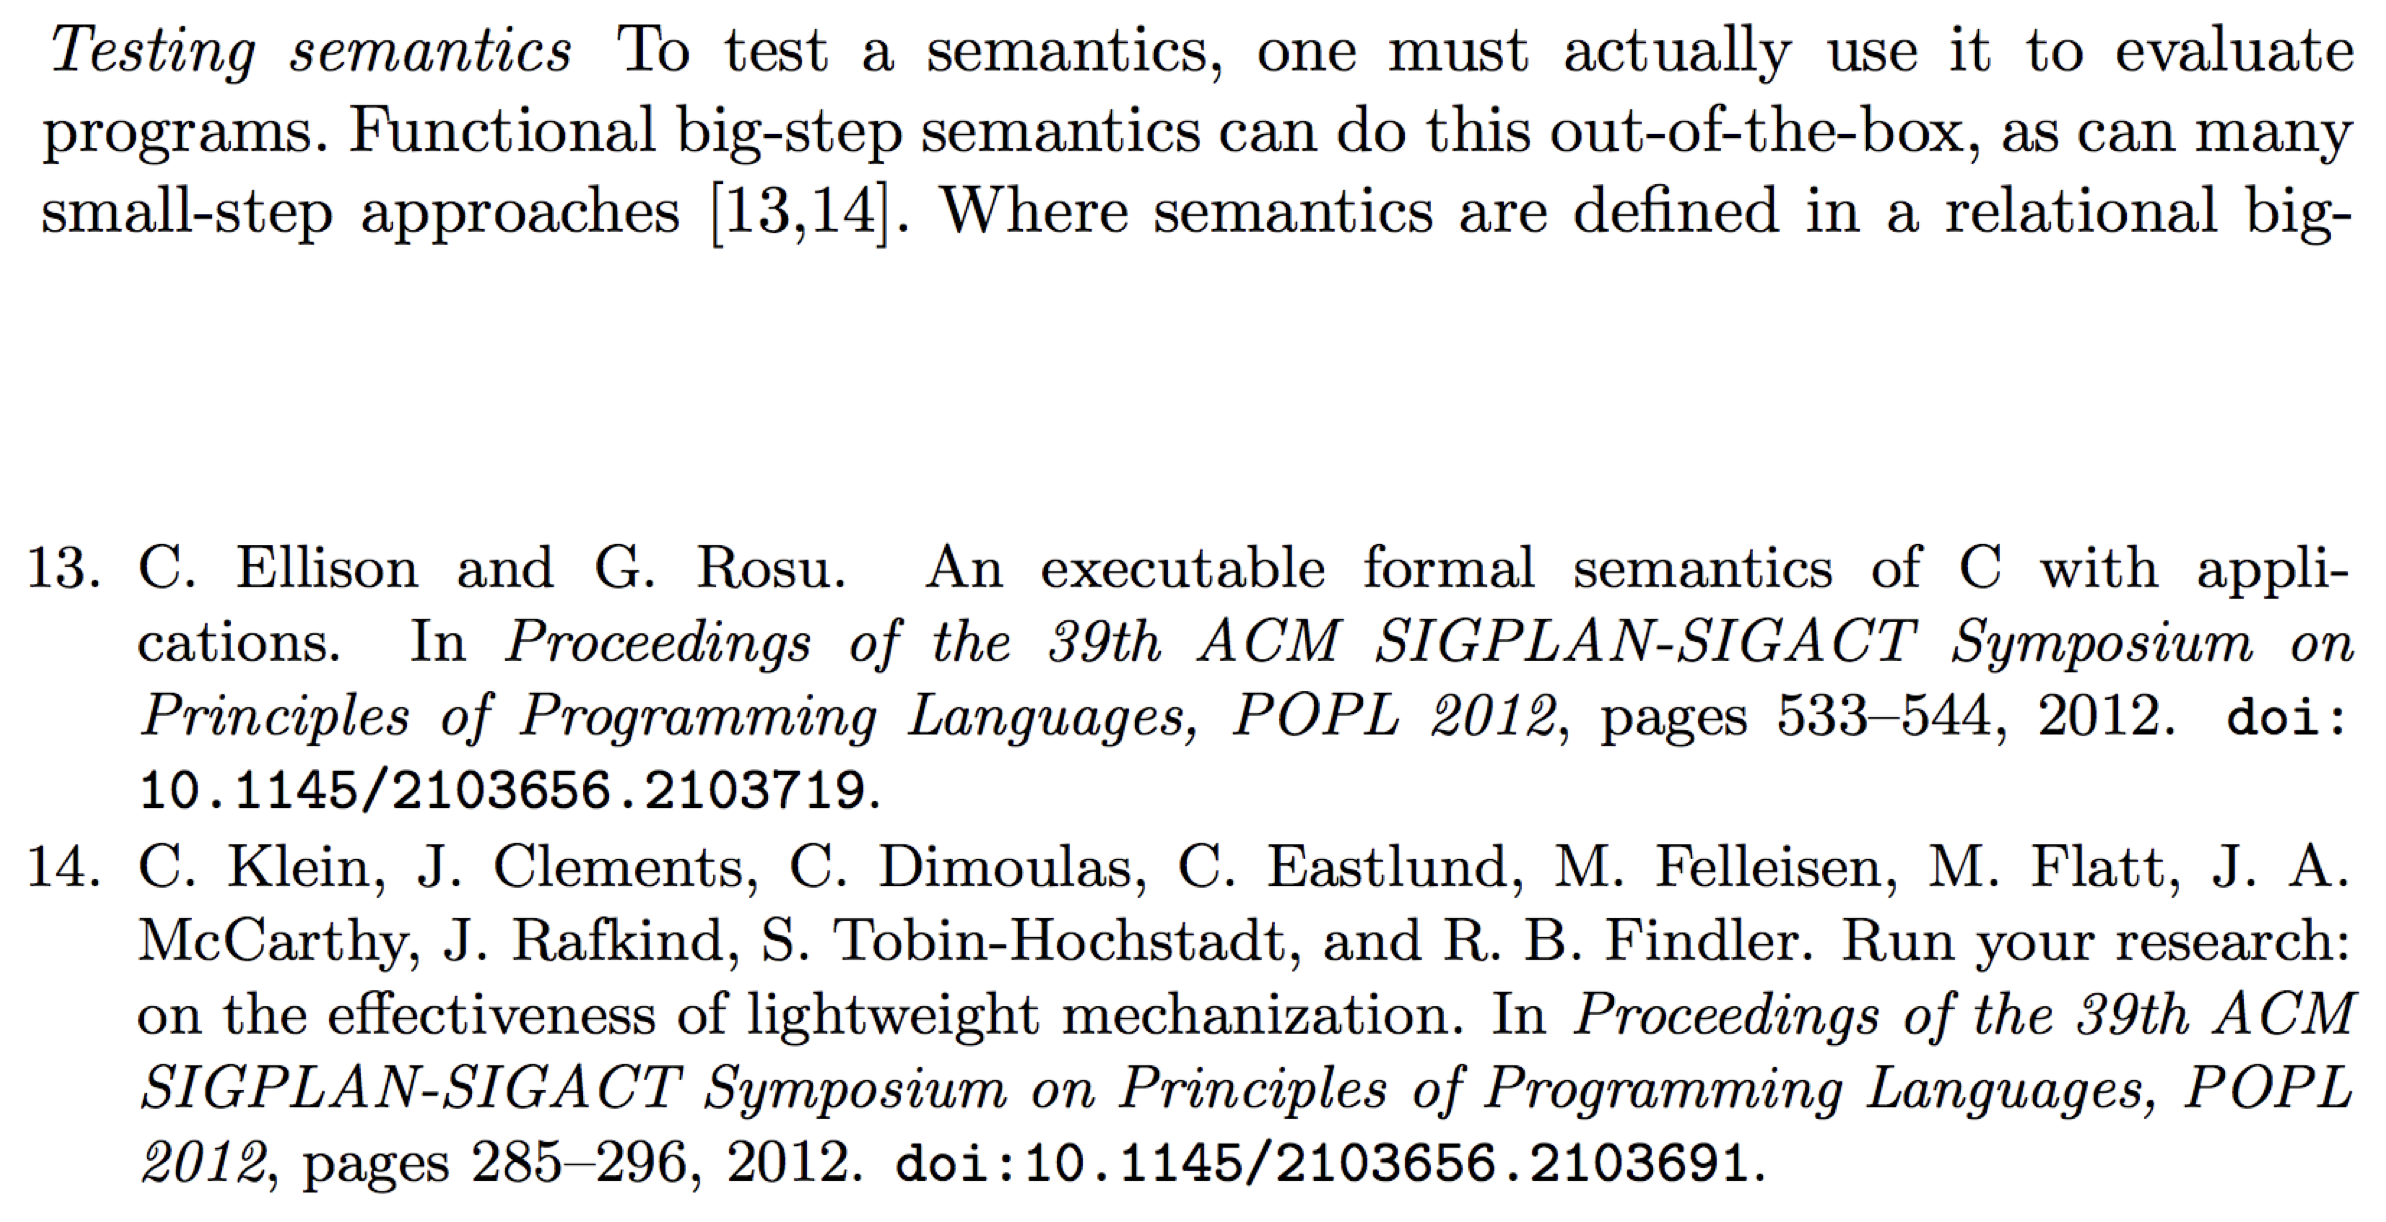 Testing semantics To test a semantics, one must actually use it to evaluate
programs. Functional big-step semantics can do this out-of-the-box, as can many
small-step approaches [13,14]. Where semantics are defined in a relational big-
13. C. Ellison and G. Rosu. An executable formal semantics of C with appli-
cations. In Proceedings of the 39th ACM SIGPLAN-SIGACT Symposium on
Principles of Programming Languages, POPL 2012, pages 533–544, 2012. doi:
10.1145/2103656.2103719.
14. C. Klein, J. Clements, C. Dimoulas, C. Eastlund, M. Felleisen, M. Flatt, J. A.
McCarthy, J. Rafkind, S. Tobin-Hochstadt, and R. B. Findler. Run your research:
on the effectiveness of lightweight mechanization. In Proceedings of the 39th ACM
SIGPLAN-SIGACT Symposium on Principles of Programming Languages, POPL
2012, pages 285–296, 2012. doi:10.1145/2103656.2103691.